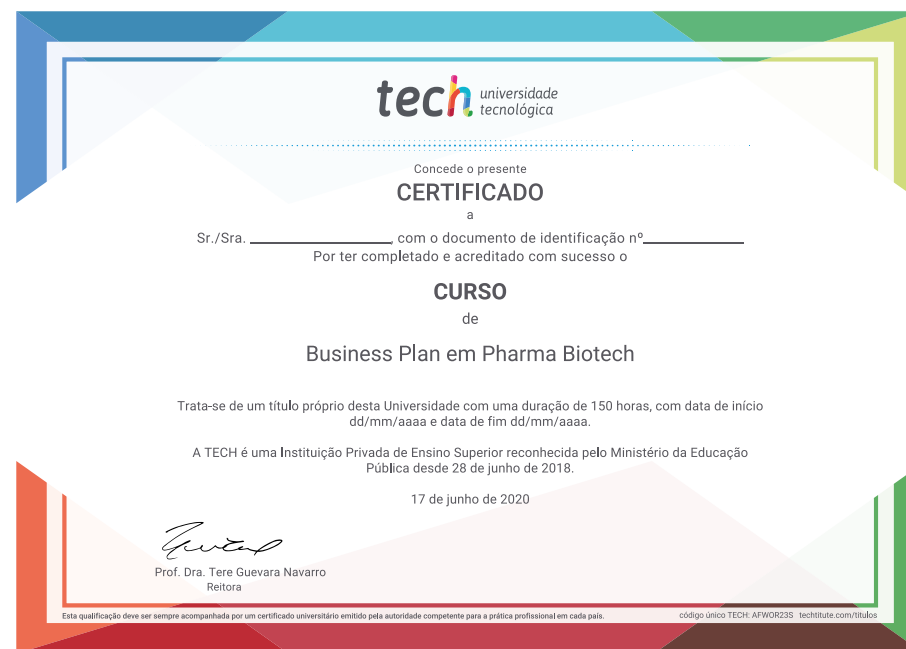 tech universidade
tecnológica
Concede o presente
CERTIFICADO
a
Sr./Sra. ____________________, com o documento de identificação nº______________
Por ter completado e acreditado com sucesso o
CURSO
de
Business Plan em Pharma Biotech
Trata-se de um título próprio desta Universidade com uma duração de 150 horas, com data de início
dd/mm/aaaa e data de fim dd/mm/aaaa.
A TECH é uma Instituição Privada de Ensino Superior reconhecida pelo Ministério da Educação
Pública desde 28 de junho de 2018.
17 de junho de 2020
Prof. Dra. Tere Guevara Navarro
Reitora
Esta qualificação deve ser sempre acompanhada por um certificado universitário emitido pela autoridade competente para a prática profissional em cada país.
código único TECH: AFWOR23S techtitute.com/titulos